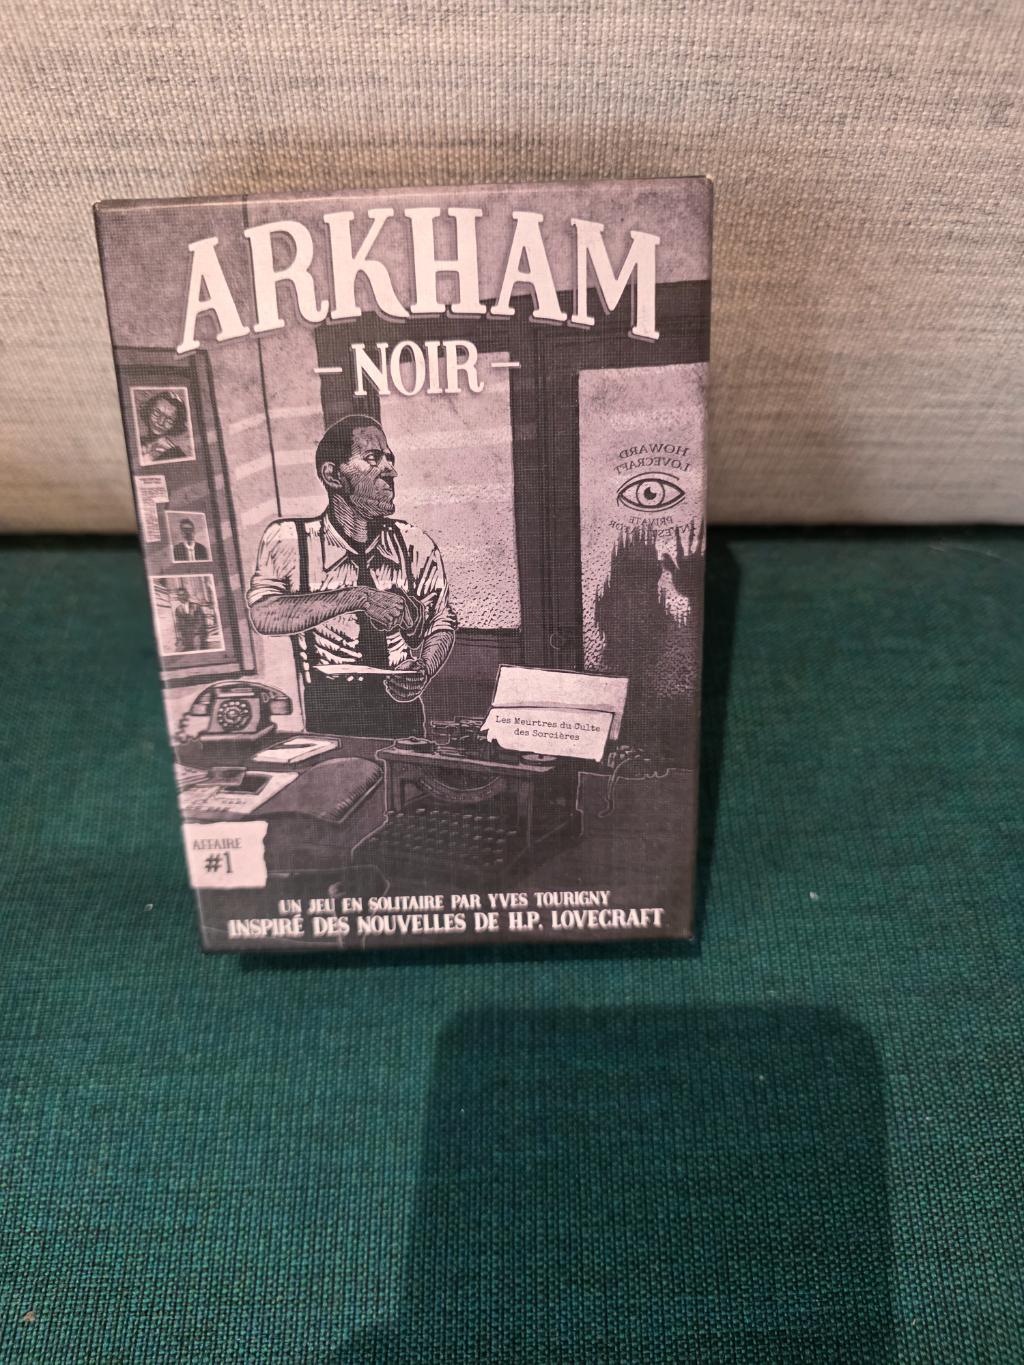 ARKHAM
- NOIR -
HOWARD
LOVECRAFT
PRIVATE
Les Meurtres du Culte
des Sorcières
AFFAIRE
#1
UN JEU EN SOLITAIRE PAR YVES TOURIGNY
INSPIRÉ DES NOUVELLES DE H.P. LOVECRAFT